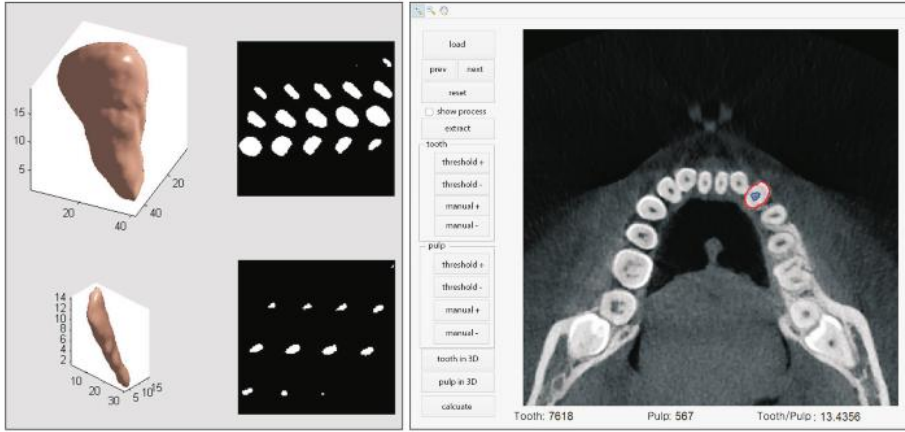 15
10
5
20
40
40
20
14
12
10
8
6
4
2
10
20
30
5
10
15
load
prev next
reset
show process
extract
tooth
threshold +
threshold -
manual +
manual -
pulp
threshold +
threshold -
manual +
manual -
tooth in 3D
pulp in 3D
calcuate
Tooth: 7618 Pulp: 567 Tooth/Pulp : 13.4356